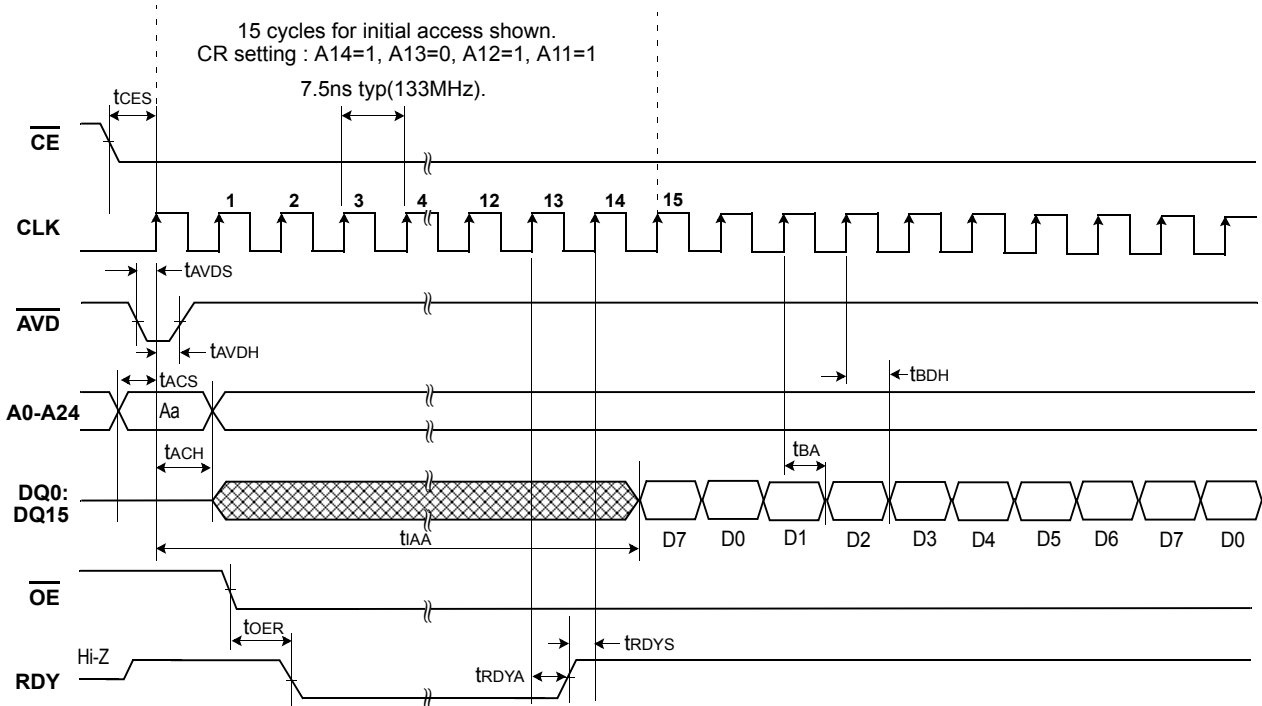 15 cycles for initial access shown.
CR setting : A14=1, A13=0, A12=1, A11=1
7.5ns typ(133MHz).
tCES
CE
1 2 3 4 12 13 14 15
CLK
tAVDS
AVD
tAVDH
tBDH
tACS
A0-A24
Aa
tBA
tACH
DQ0:
DQ15
tIAA
D7 D0 D1 D2 D3 D4 D5 D6 D7 D0
OE
tOER
tRDYS
Hi-Z
tRDYA
RDY